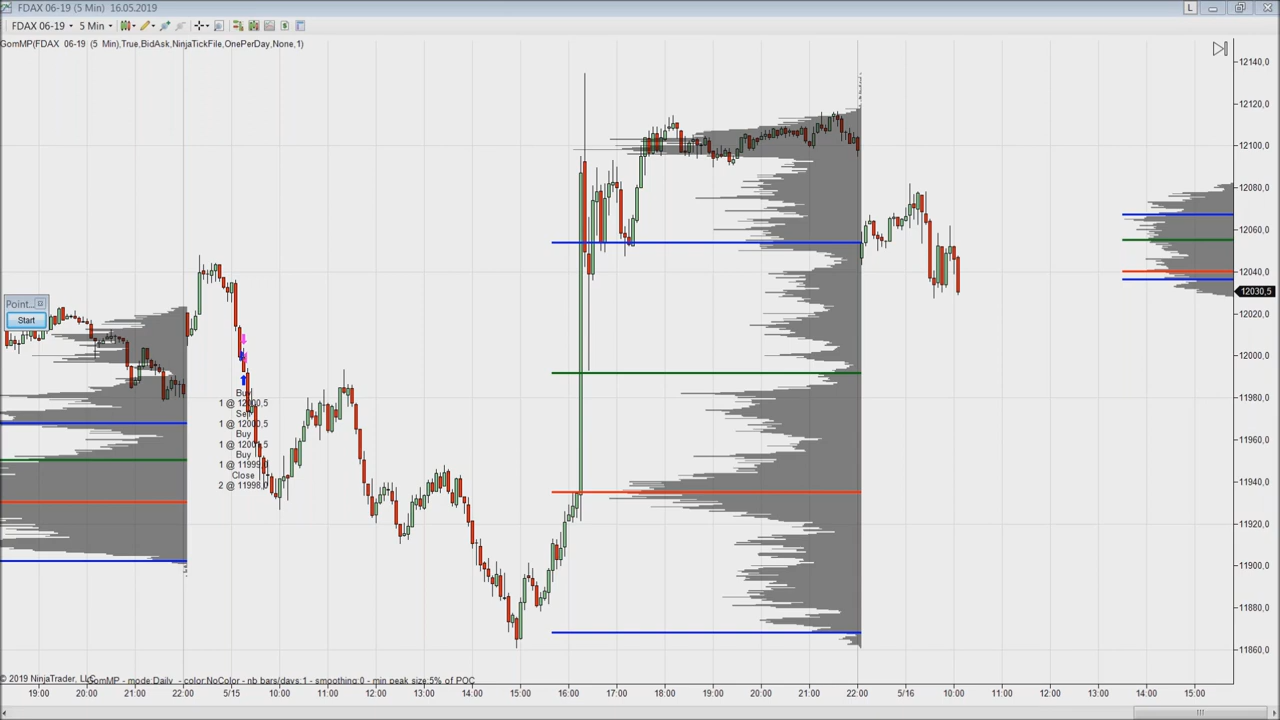 FDAX 06-19 (5 Min) 16.05.2019
L
FDAX 06-19 5 Min
GomMP(FDAX 06-19 (5 Min),True,BidAsk,NinjaTickFile,OnePerDay,None,1)
12140,0
12120,0
12100,0
12080,0
12060,0
12040,0
12030,5
12020,0
12000,0
11980,0
11960,0
11940,0
11920,0
11900,0
11880,0
11860,0
Point...
Start
Buy
1 @ 12000,5
Sell
1 @ 12000,5
Buy
1 @ 12000,5
Buy
1 @ 11999,
Close
2 @ 11998,0
© 2019 NinjaTrader, LLC
GomMP - mode:Daily - color:NoColor - nb bars/days:1 - smoothing:0 - min peak size:5% of POC
19:00 20:00 21:00 22:00 5/15 10:00 11:00 12:00 13:00 14:00 15:00 16:00 17:00 18:00 19:00 20:00 21:00 22:00 5/16 10:00 11:00 12:00 13:00 14:00 15:00